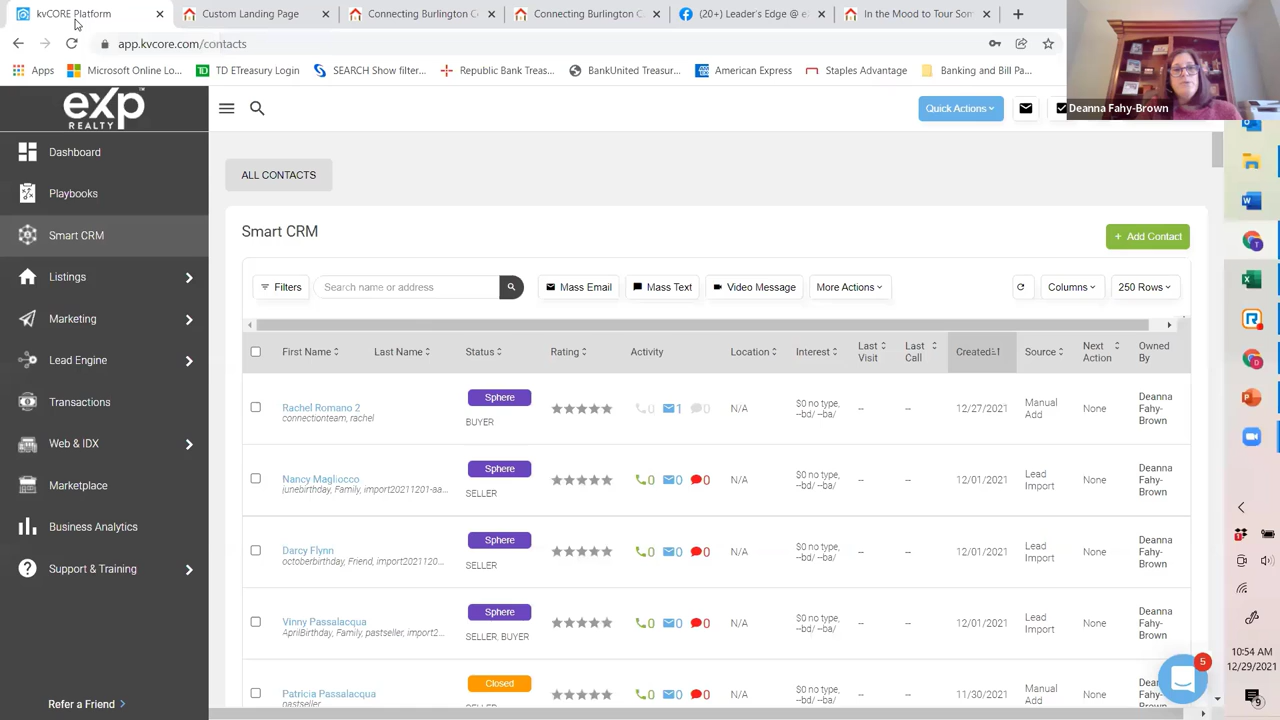 kvCORE Platform
Custom Landing Page
Connecting Burlington C
Connecting Burlington C
(20+) Leader's Edge @ e
In the Mood to Tour Som
app.kvcore.com/contacts
Apps
Microsoft Online Lo...
TD ETreasury Login
SEARCH Show filter...
Republic Bank Treas...
BankUnited Treasur...
American Express
Staples Advantage
Banking and Bill Pa...
Deanna Fahy-Brown
eXp
REALTY
Quick Actions
Dashboard
Playbooks
Smart CRM
Listings
Marketing
Lead Engine
Transactions
Web & IDX
Marketplace
Business Analytics
Support & Training
Refer a Friend
ALL CONTACTS
Smart CRM
+ Add Contact
Filters
Search name or address
Mass Email
Mass Text
Video Message
More Actions
Columns
250 Rows
First Name
Last Name
Status
Rating
Activity
Location
Interest
Last Visit
Last Call
Created
Source
Next Action
Owned By
Rachel Romano 2
connectionteam, rachel
Sphere
BUYER
0 1 0
N/A
$0 no type, --bd/ --ba/
--
--
12/27/2021
Manual Add
None
Deanna Fahy-Brown
Nancy Magliocco
junebirthday, Family, import20211201-aa...
Sphere
SELLER
0 0 0
N/A
$0 no type, --bd/ --ba/
--
--
12/01/2021
Lead Import
None
Deanna Fahy-Brown
Darcy Flynn
octoberbirthday, Friend, import2021120...
Sphere
SELLER
0 0 0
N/A
$0 no type, --bd/ --ba/
--
--
12/01/2021
Lead Import
None
Deanna Fahy-Brown
Vinny Passalacqua
AprilBirthday, Family, pastseller, import2...
Sphere
SELLER, BUYER
0 0 0
N/A
$0 no type, --bd/ --ba/
--
--
12/01/2021
Lead Import
None
Deanna Fahy-Brown
Patricia Passalacqua
pastseller
Closed
0 0 0
N/A
$0 no type,
--
--
11/30/2021
Manual Add
None
Deanna Fahy-
5
10:54 AM
12/29/2021
9